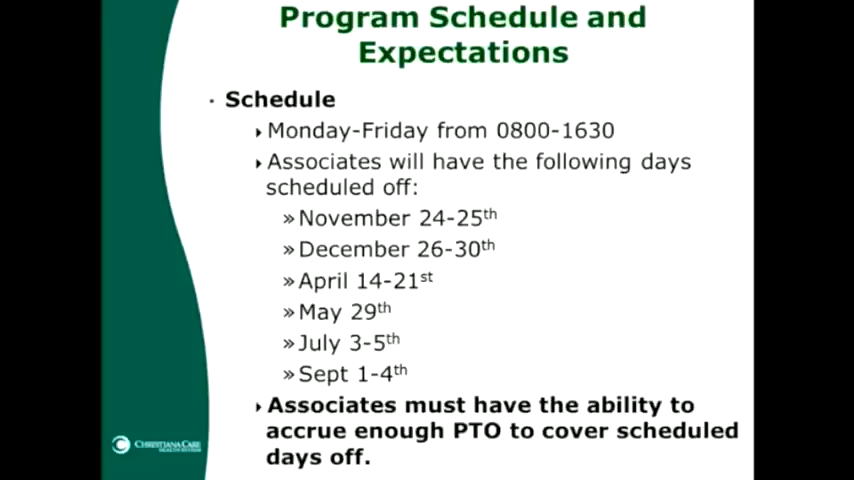 Program Schedule and
Expectations
· Schedule
Monday-Friday from 0800-1630
Associates will have the following days
scheduled off:
»November 24-25th
»December 26-30th
»April 14-21st
»May 29th
»July 3-5th
»Sept 1-4th
Associates must have the ability to
accrue enough PTO to cover scheduled
days off.
CHRISTIANA CARE
HEALTH SYSTEM